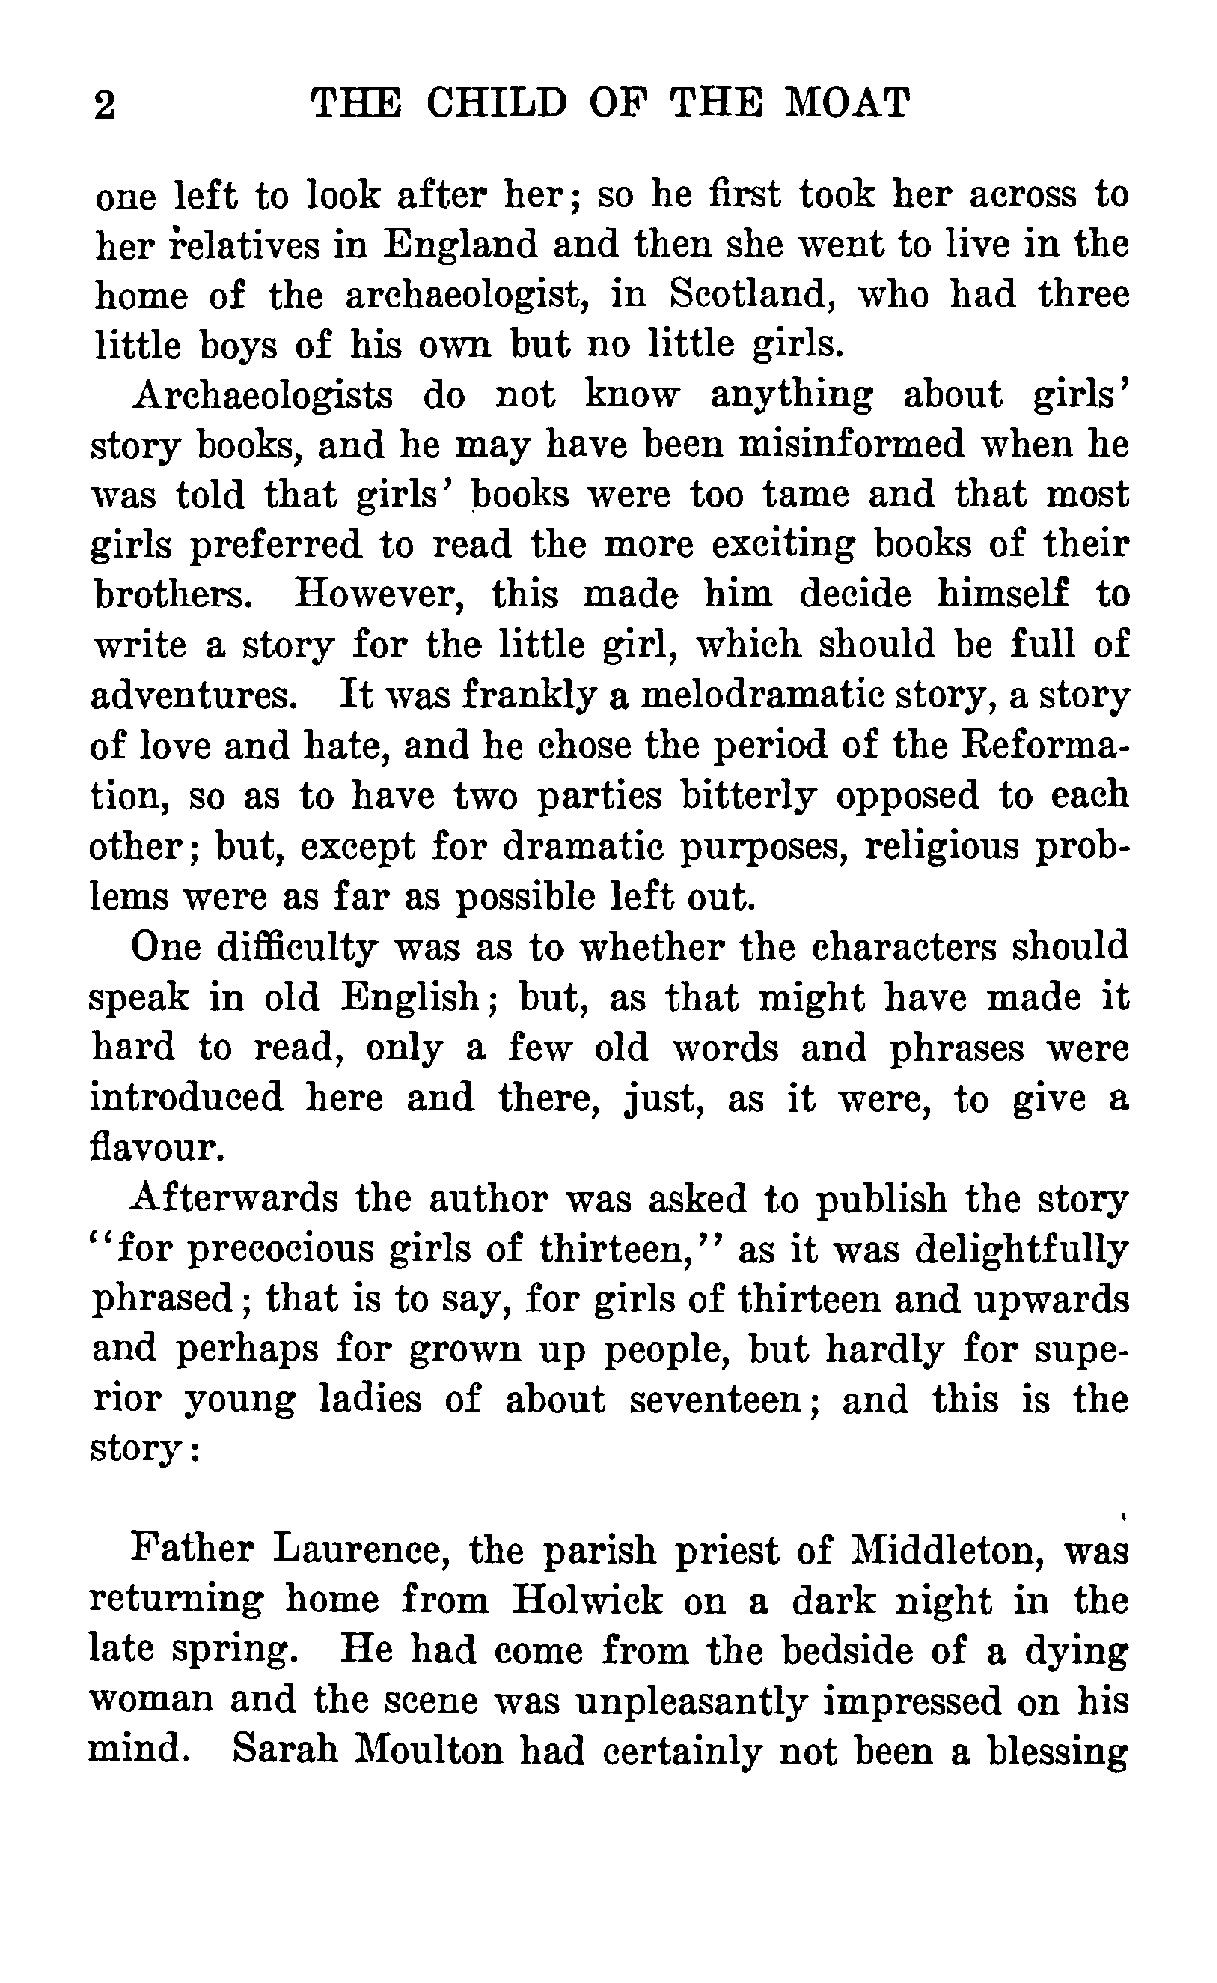 2 THE CHILD OF THE MOAT
one left to look after her; so he first took her across to
her relatives in England and then she went to live in the
home of the archaeologist, in Scotland, who had three
little boys of his own but no little girls.
Archaeologists do not know anything about girls'
story books, and he may have been misinformed when he
was told that girls' books were too tame and that most
girls preferred to read the more exciting books of their
brothers. However, this made him decide himself to
write a story for the little girl, which should be full of
adventures. It was frankly a melodramatic story, a story
of love and hate, and he chose the period of the Reforma-
tion, so as to have two parties bitterly opposed to each
other; but, except for dramatic purposes, religious prob-
lems were as far as possible left out.
One difficulty was as to whether the characters should
speak in old English; but, as that might have made it
hard to read, only a few old words and phrases were
introduced here and there, just, as it were, to give a
flavour.
Afterwards the author was asked to publish the story
"for precocious girls of thirteen," as it was delightfully
phrased; that is to say, for girls of thirteen and upwards
and perhaps for grown up people, but hardly for supe-
rior young ladies of about seventeen; and this is the
story:
Father Laurence, the parish priest of Middleton, was
returning home from Holwick on a dark night in the
late spring. He had come from the bedside of a dying
woman and the scene was unpleasantly impressed on his
mind. Sarah Moulton had certainly not been a blessing